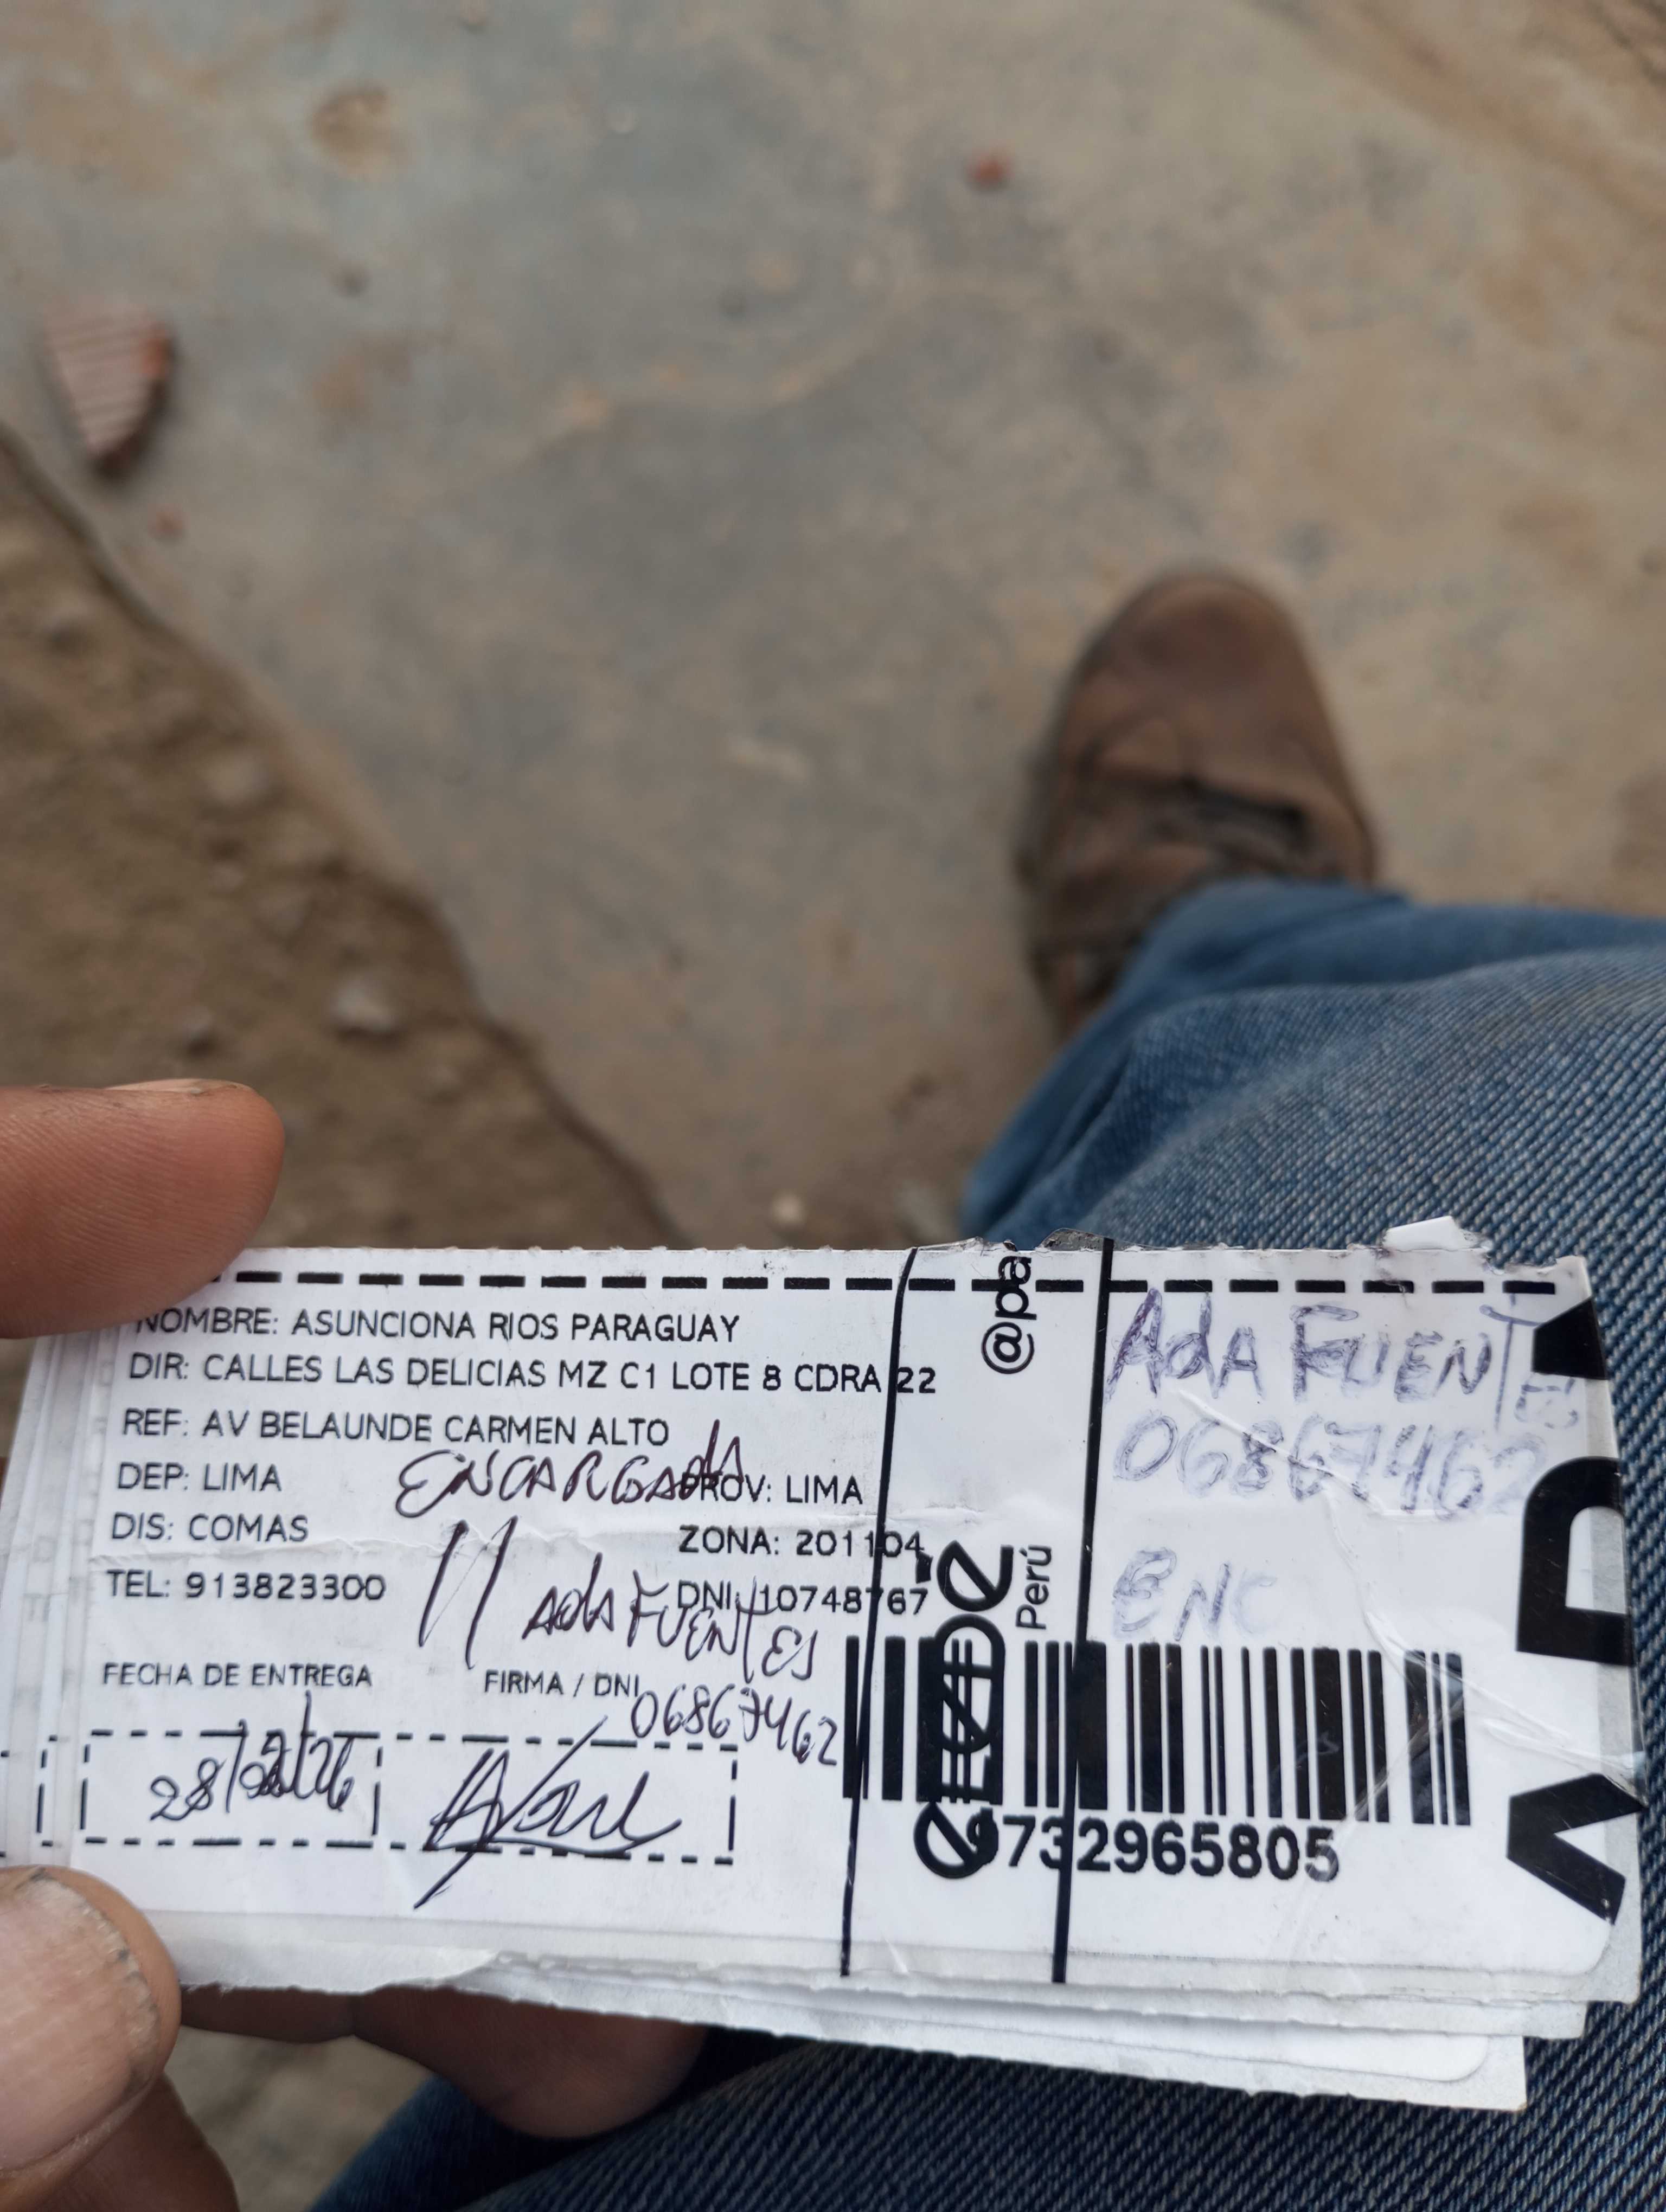 NOMBRE: ASUNCIONA RIOS PARAGUAY
DIR: CALLES LAS DELICIAS MZ C1 LOTE 8 CDRA 22
REF: AV BELAUNDE CARMEN ALTO
ENCARGADA
DEP: LIMA PROV: LIMA
DIS: COMAS ZONA: 201104
TEL: 913823300 DNI: 10748767
ADA FUENTES
FECHA DE ENTREGA FIRMA / DNI
06867462
@pa
Perú
AdA FUENTES
06867462
ENC
732965805